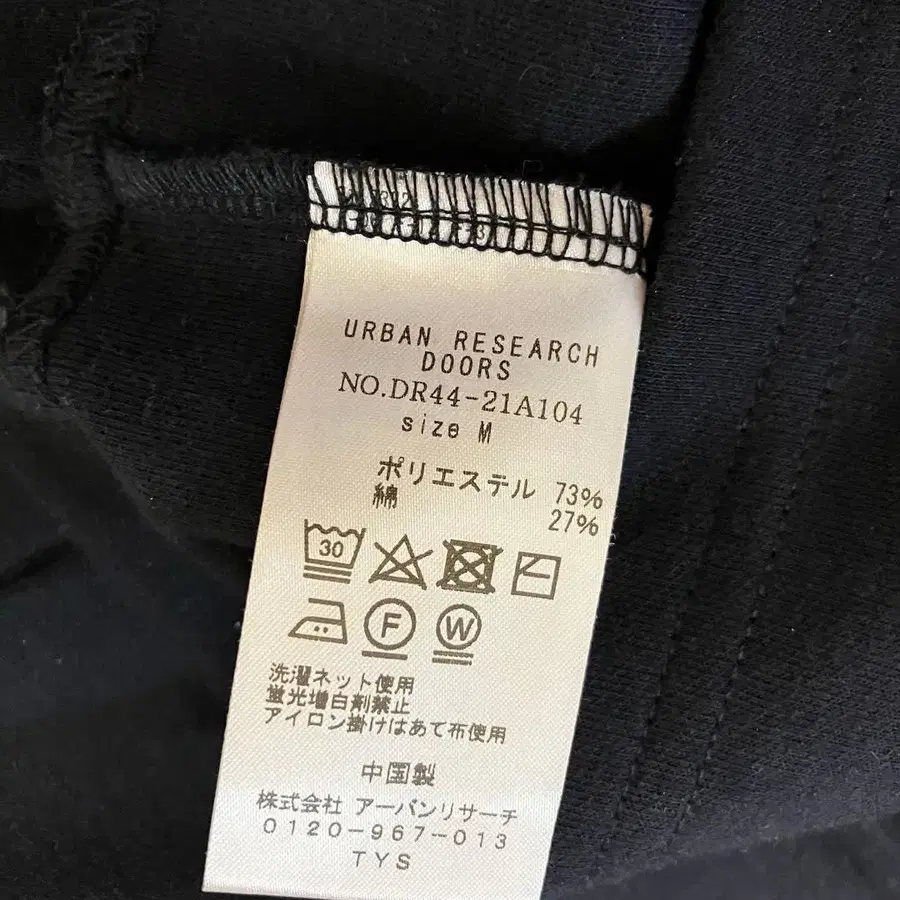 URBAN RESEARCH
DOORS
NO.DR44-21A104
size M
ポリエステル 73%
綿 27%
30
F W
洗濯ネット使用
蛍光増白剤禁止
アイロン掛けはあて布使用
中国製
株式会社 アーバンリサーチ
0120-967-013
TYS